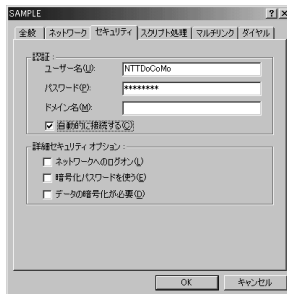 SAMPLE
全般 ネットワーク セキュリティ スクリプト処理 マルチリンク ダイヤル
認証:
ユーザー名(U): NTTDoCoMo
パスワード(P): ********
ドメイン名(M):
自動的に接続する(C)
詳細セキュリティ オプション:
ネットワークへのログオン(L)
暗号化パスワードを使う(E)
データの暗号化が必要(D)
OK キャンセル